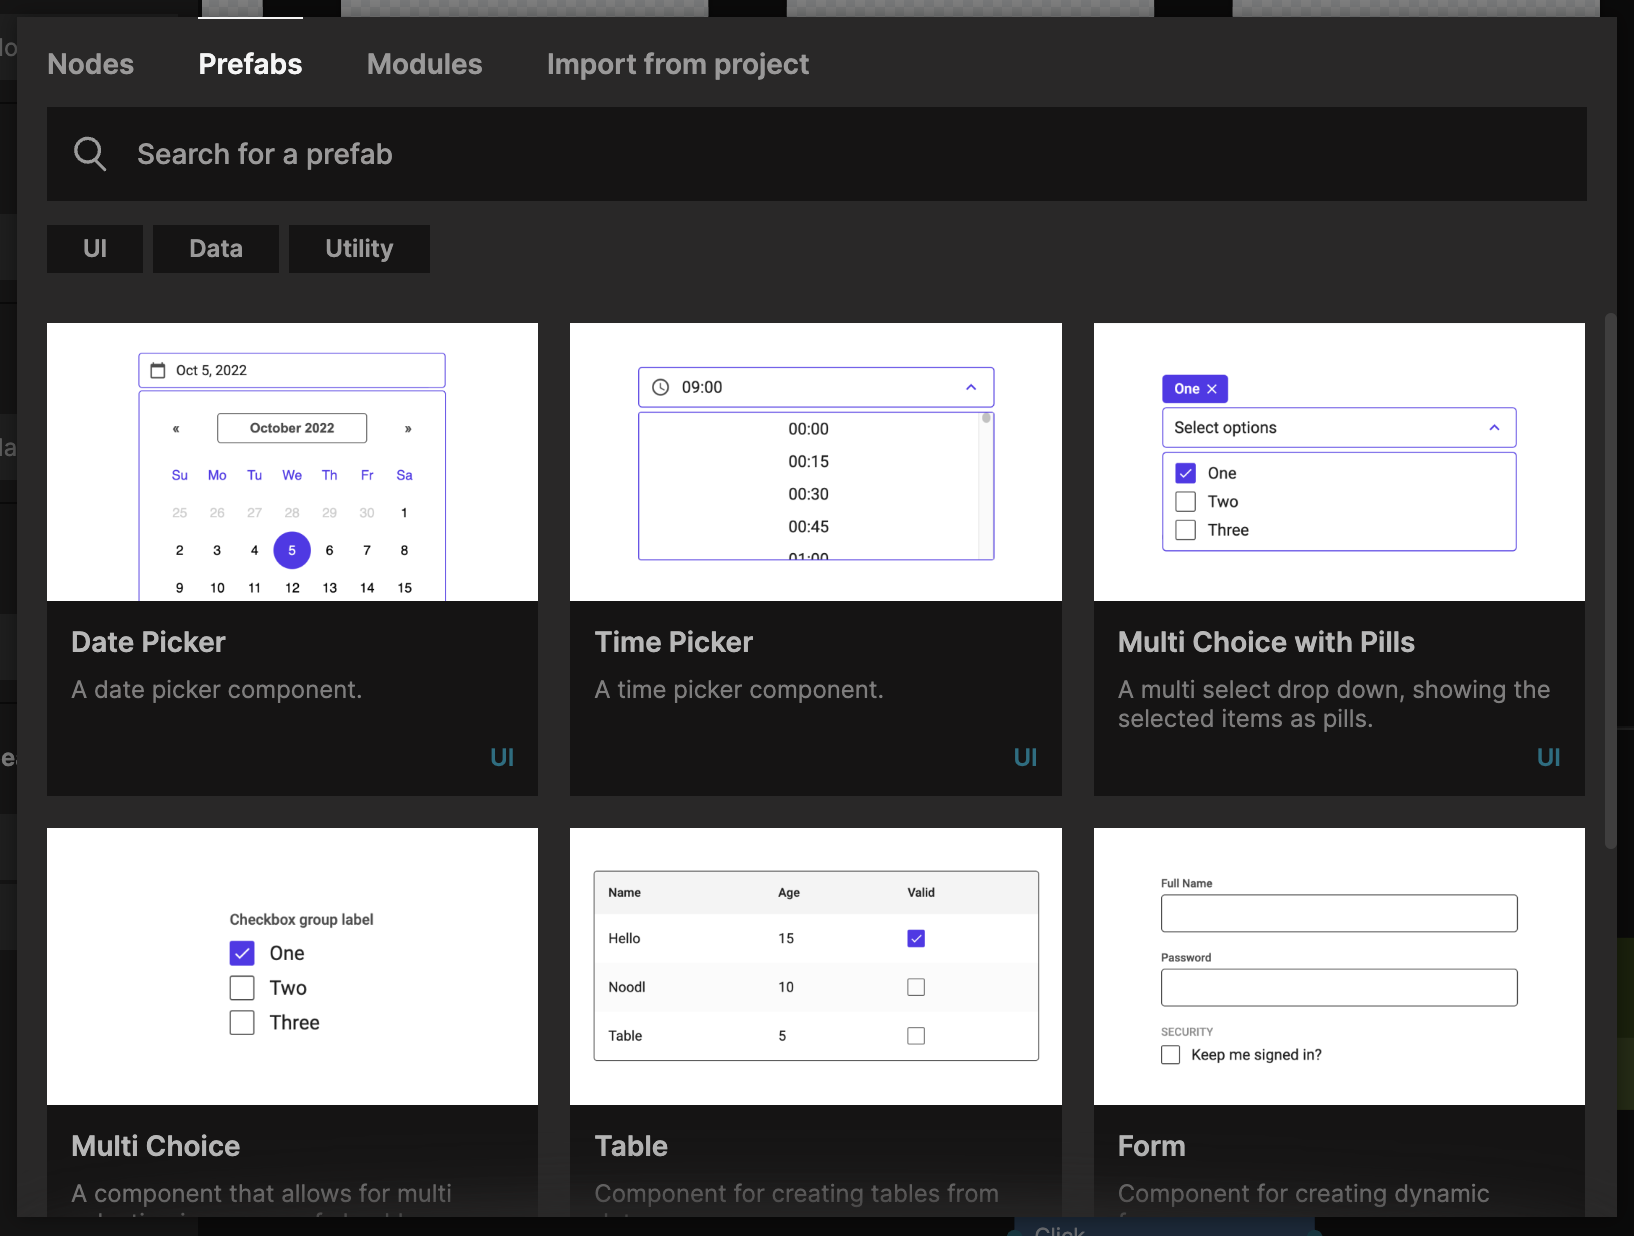 Nodes Prefabs Modules Import from project
Search for a prefab
UI Data Utility
Oct 5, 2022
« October 2022 »
Su Mo Tu We Th Fr Sa
25 26 27 28 29 30 1
2 3 4 5 6 7 8
9 10 11 12 13 14 15
Date Picker
A date picker component.
UI
09:00
00:00
00:15
00:30
00:45
01:00
Time Picker
A time picker component.
UI
One ×
Select options
One
Two
Three
Multi Choice with Pills
A multi select drop down, showing the
selected items as pills.
UI
Checkbox group label
One
Two
Three
Multi Choice
A component that allows for multi
Name Age Valid
Hello 15
Noodl 10
Table 5
Table
Component for creating tables from
Full Name
Password
SECURITY
Keep me signed in?
Form
Component for creating dynamic
Click